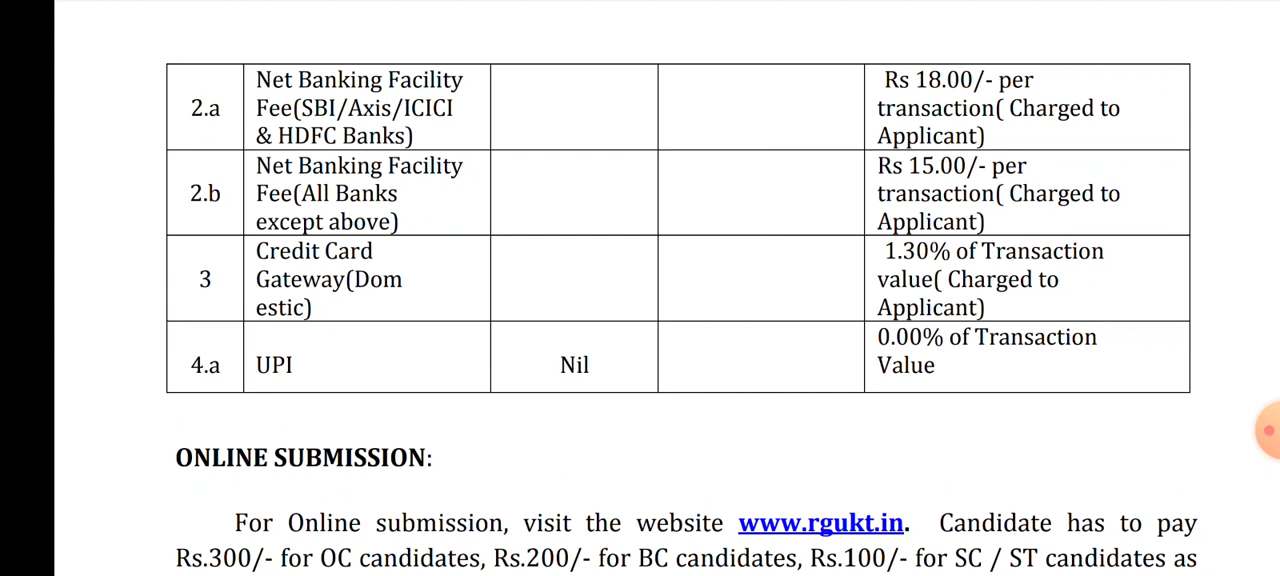 2.a
Net Banking Facility
Fee(SBI/Axis/ICICI
& HDFC Banks)
Rs 18.00/- per
transaction( Charged to
Applicant)
2.b
Net Banking Facility
Fee(All Banks
except above)
Rs 15.00/- per
transaction( Charged to
Applicant)
3
Credit Card
Gateway(Dom
estic)
1.30% of Transaction
value( Charged to
Applicant)
4.a
UPI
Nil
0.00% of Transaction
Value
ONLINE SUBMISSION:
For Online submission, visit the website www.rgukt.in. Candidate has to pay
Rs.300/- for OC candidates, Rs.200/- for BC candidates, Rs.100/- for SC / ST candidates as